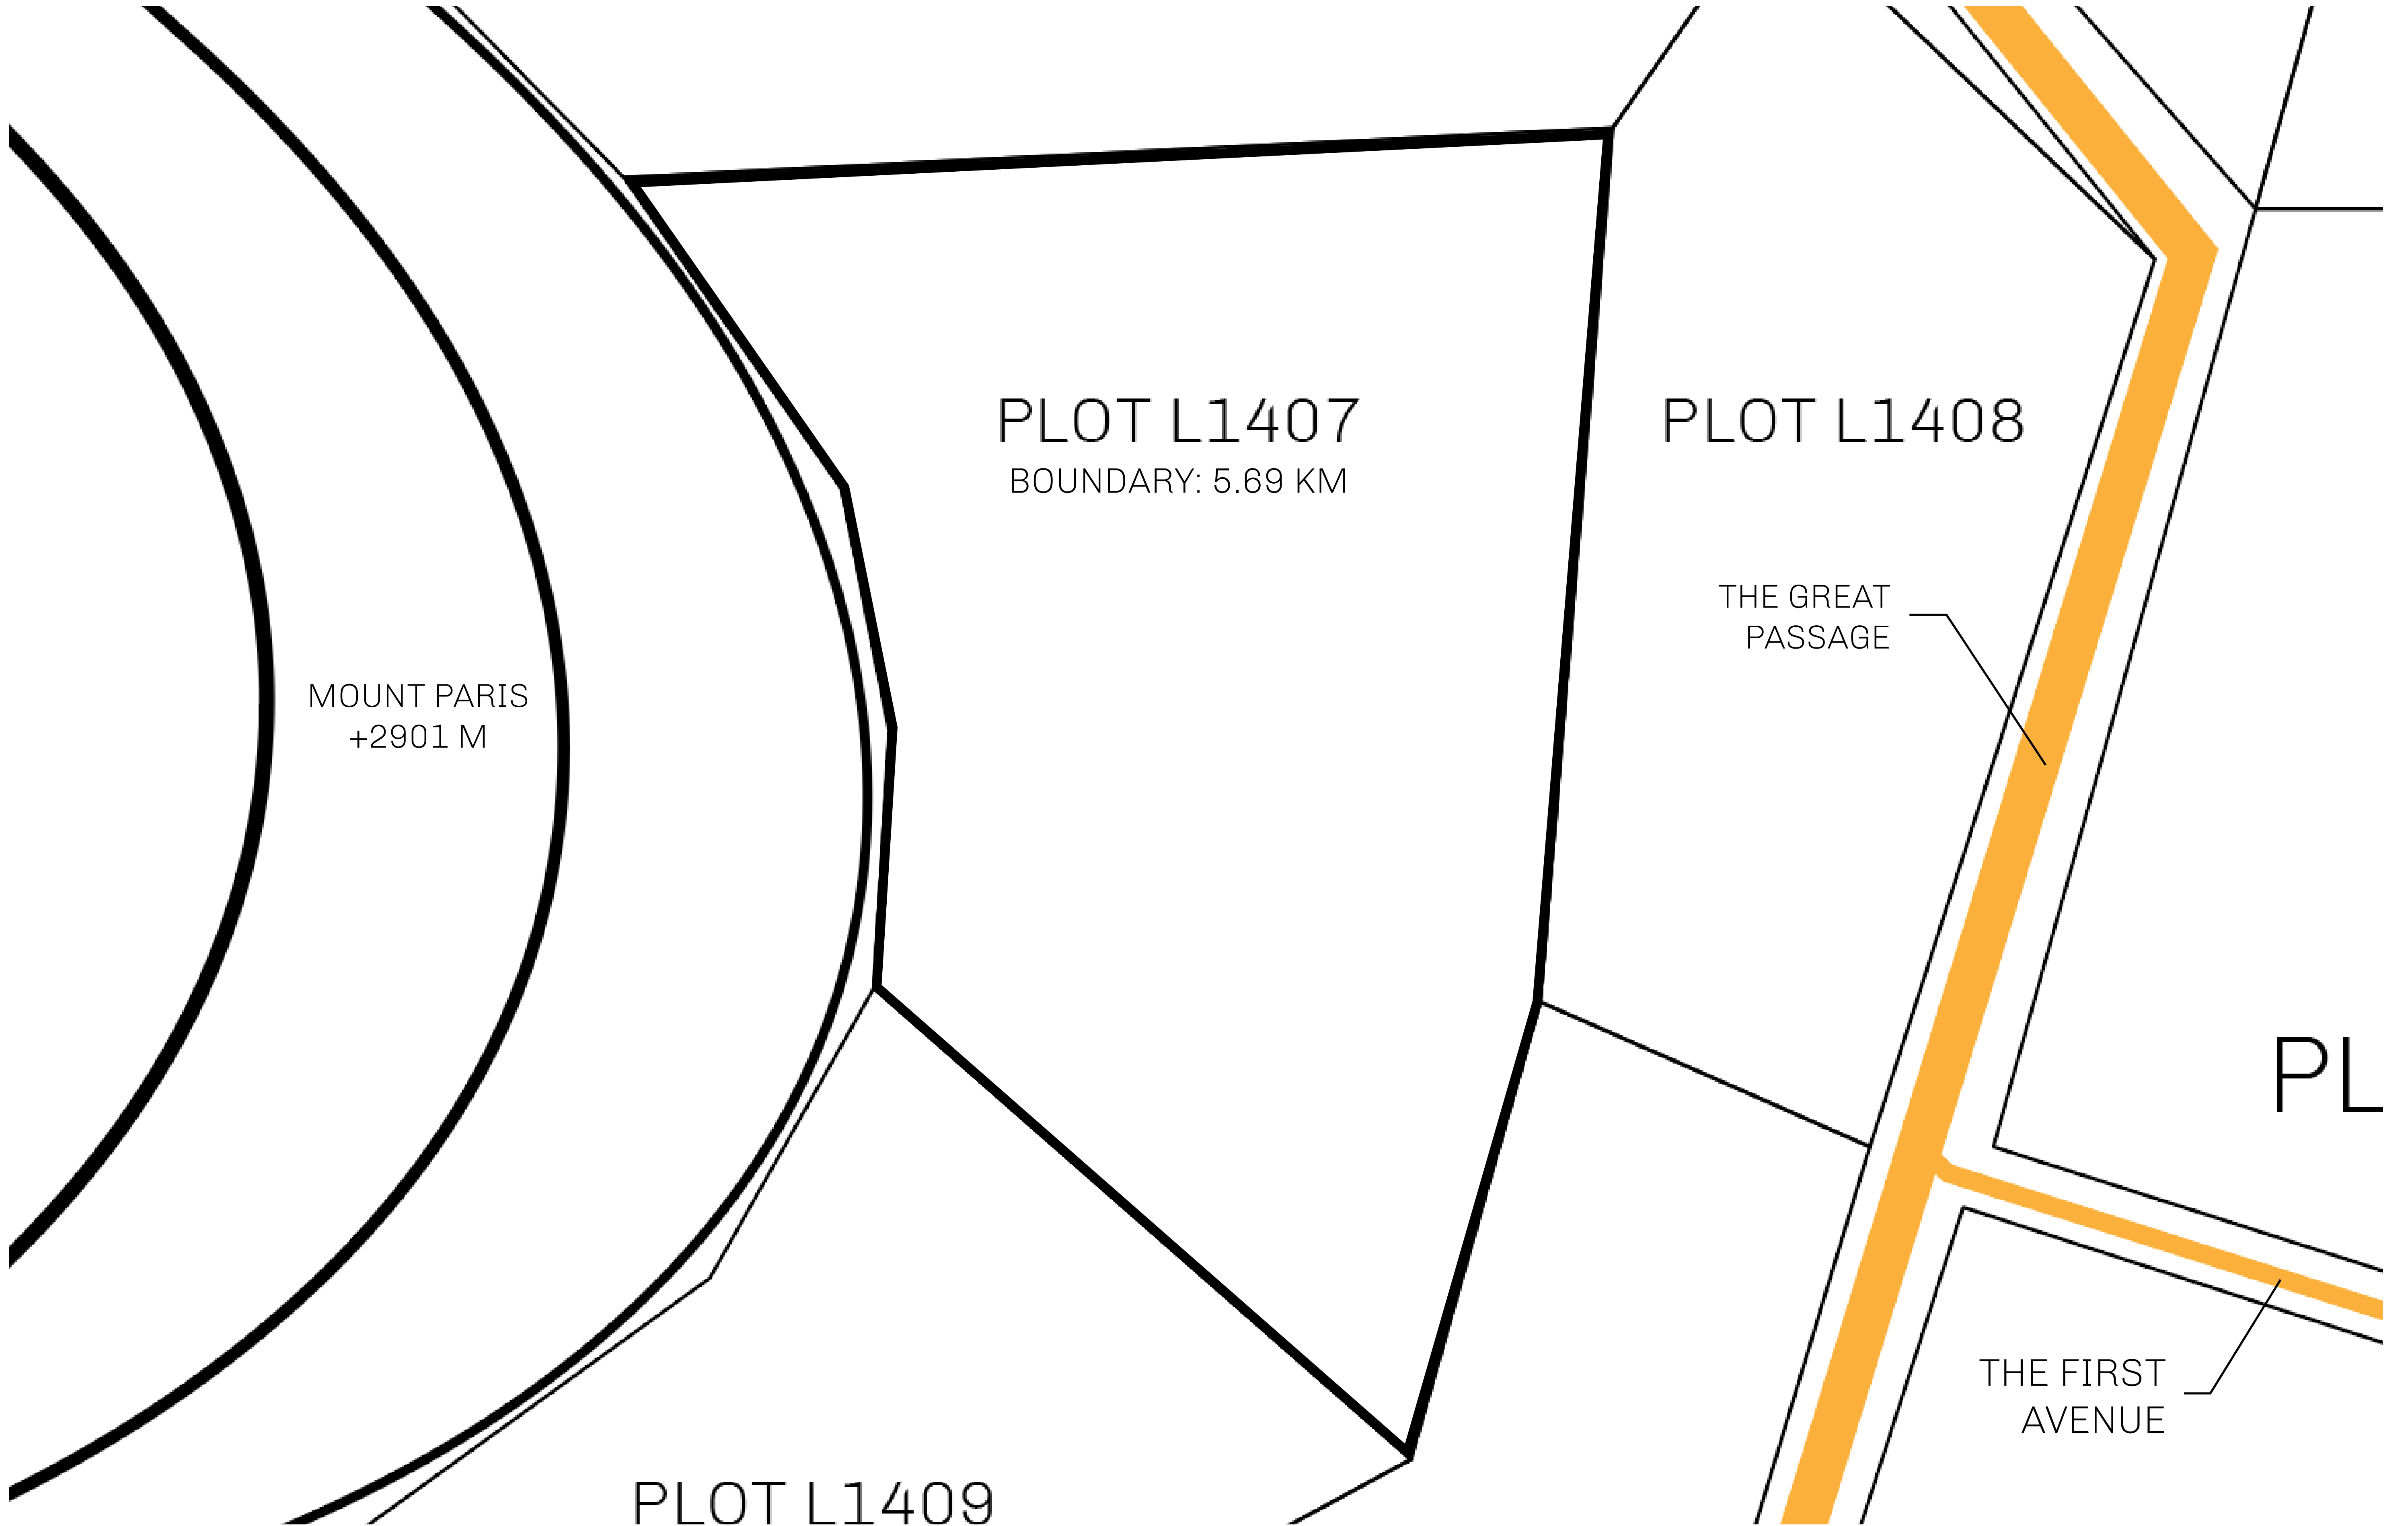 PLOT L1407
BOUNDARY: 5.69 KM
PLOT L1408
THE GREAT
PASSAGE
MOUNT PARIS
+2901 M
PL
THE FIRST
AVENUE
PLOT L1409